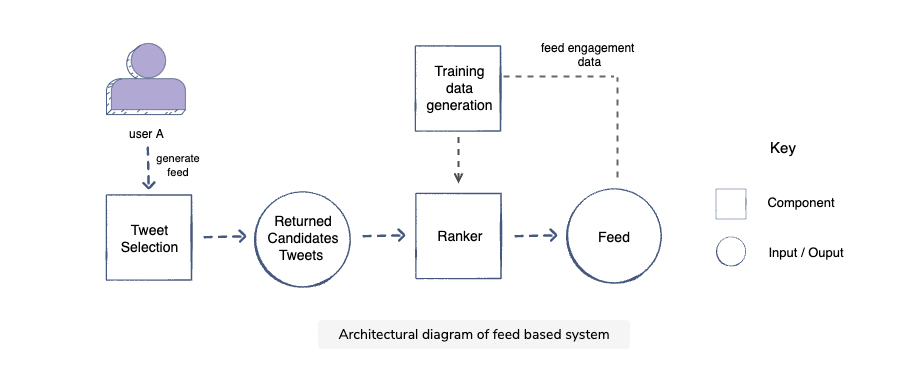 user A
generate
feed
Tweet
Selection
Returned
Candidates
Tweets
Training
data
generation
feed engagement
data
Ranker
Feed
Key
Component
Input / Ouput
Architectural diagram of feed based system